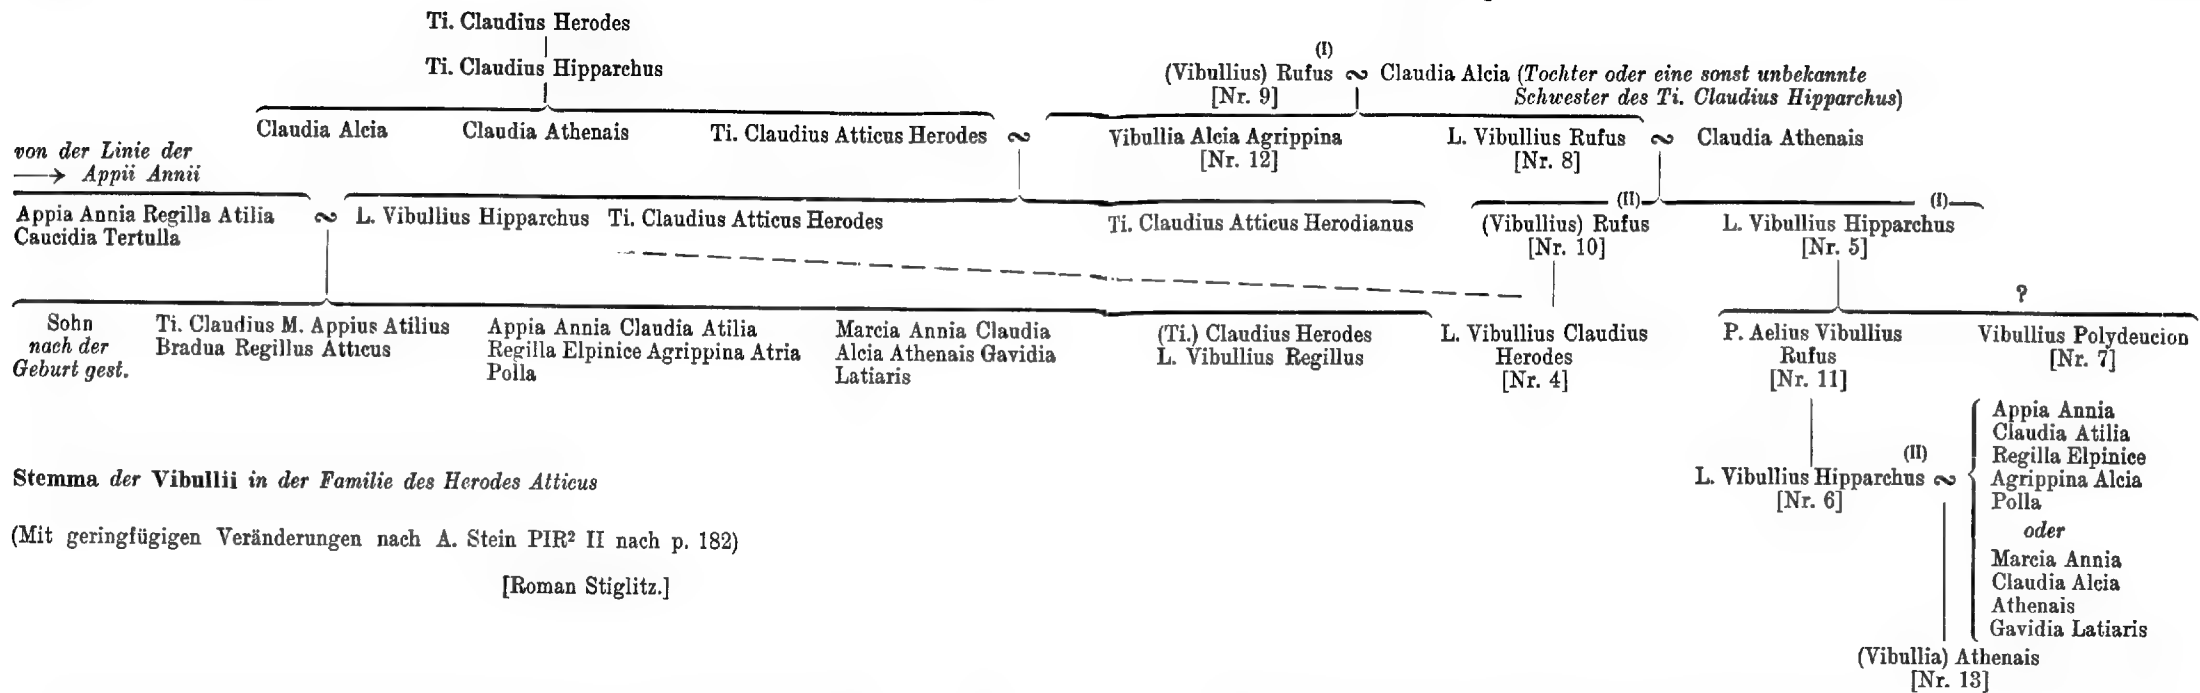 Ti. Claudius Herodes
Ti. Claudius Hipparchus
(I)
(Vibullius) Rufus ∾ Claudia Alcia (Tochter oder eine sonst unbekannte
[Nr. 9] Schwester des Ti. Claudius Hipparchus)
Claudia Alcia Claudia Athenais Ti. Claudius Atticus Herodes ∾ Vibullia Alcia Agrippina L. Vibullius Rufus ∾ Claudia Athenais
[Nr. 12] [Nr. 8]
von der Linie der
⟶ Appii Annii
(II) (I)
Appia Annia Regilla Atilia ∾ L. Vibullius Hipparchus Ti. Claudius Atticus Herodes Ti. Claudius Atticus Herodianus (Vibullius) Rufus L. Vibullius Hipparchus
Caucidia Tertulla [Nr. 10] [Nr. 5]
?
Sohn Ti. Claudius M. Appius Atilius Appia Annia Claudia Atilia Marcia Annia Claudia (Ti.) Claudius Herodes L. Vibullius Claudius P. Aelius Vibullius Vibullius Polydeucion
nach der Bradua Regillus Atticus Regilla Elpinice Agrippina Atria Alcia Athenais Gavidia L. Vibullius Regillus Herodes Rufus [Nr. 7]
Geburt gest. Polla Latiaris [Nr. 4] [Nr. 11]
Appia Annia
Claudia Atilia
(II) Regilla Elpinice
L. Vibullius Hipparchus ∾ Agrippina Alcia
[Nr. 6] Polla
oder
Marcia Annia
Claudia Alcia
Athenais
Gavidia Latiaris
(Vibullia) Athenais
[Nr. 13]
Stemma der Vibullii in der Familie des Herodes Atticus
(Mit geringfügigen Veränderungen nach A. Stein PIR² II nach p. 182)
[Roman Stiglitz.]